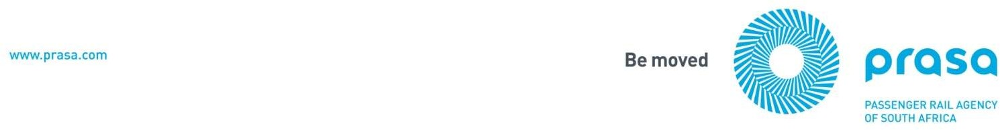 www.prasa.com
Be moved
prasa
PASSENGER RAIL AGENCY
OF SOUTH AFRICA